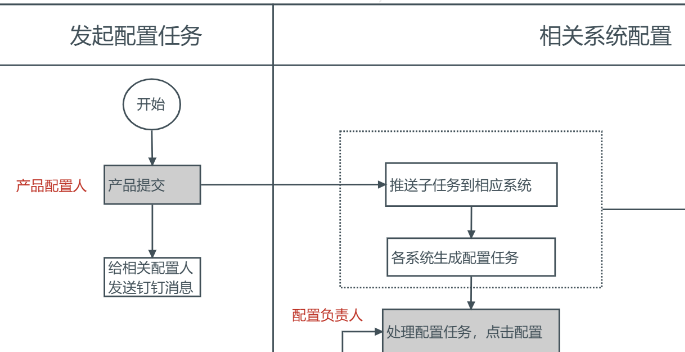 发起配置任务
相关系统配置
开始
产品配置人
产品提交
推送子任务到相应系统
给相关配置人
发送钉钉消息
各系统生成配置任务
配置负责人
处理配置任务，点击配置